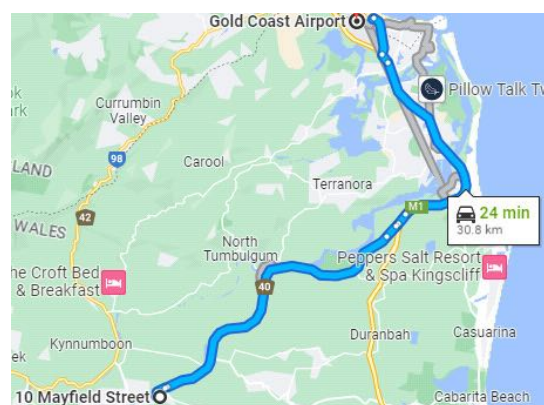 Gold Coast Airport
Pillow Talk Tw
Currumbin
Valley
98
LAND
Carool
Terranora
42
WALES
M1
24 min
30.8 km
North
Tumbulgum
Peppers Salt Resort
& Spa Kingscliff
he Croft Bed
& Breakfast
40
Duranbah
Casuarina
Kynnumboon
ek
10 Mayfield Street
Cabarita Beach